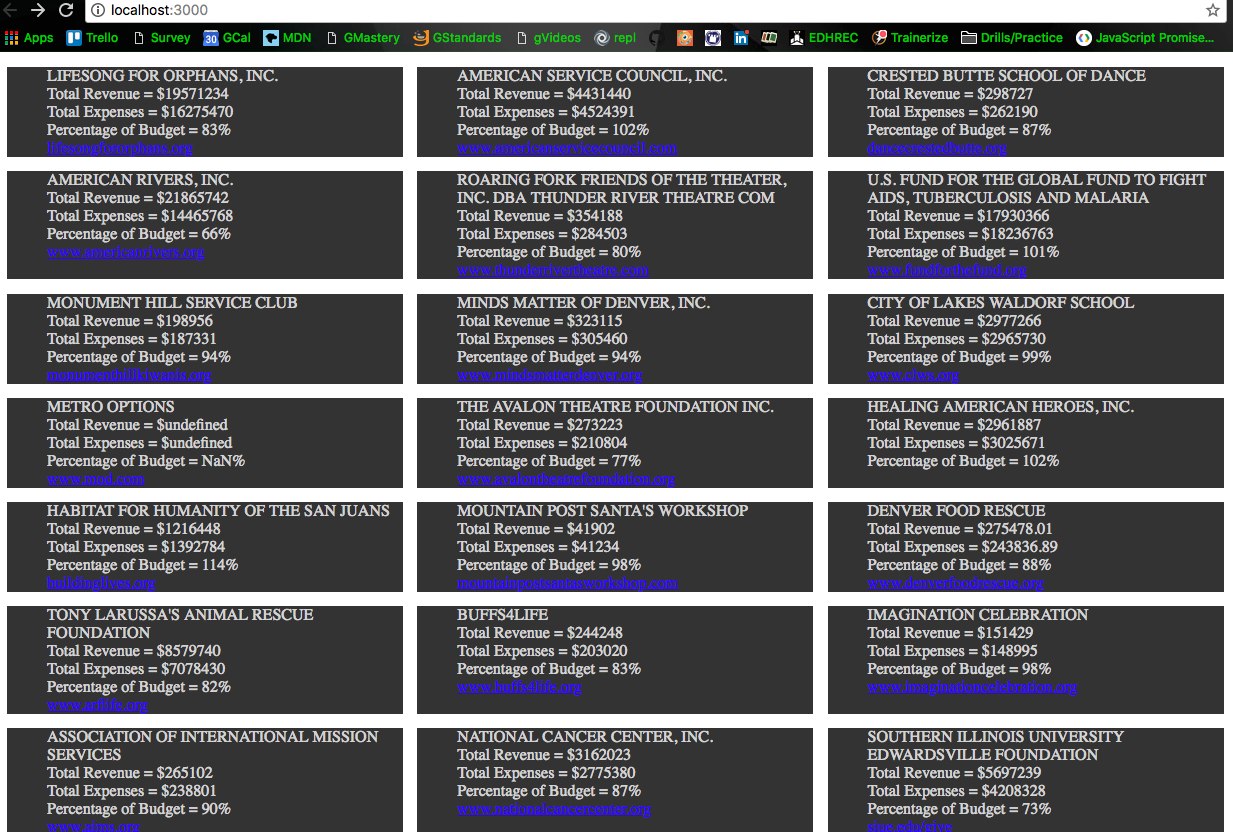 localhost:3000
Apps Trello Survey GCal MDN GMastery GStandards gVideos repl EDHREC Trainerize Drills/Practice JavaScript Promise...
LIFESONG FOR ORPHANS, INC.
Total Revenue = $19571234
Total Expenses = $16275470
Percentage of Budget = 83%
lifesongfororphans.org
AMERICAN SERVICE COUNCIL, INC.
Total Revenue = $4431440
Total Expenses = $4524391
Percentage of Budget = 102%
www.americanservicecouncil.com
CRESTED BUTTE SCHOOL OF DANCE
Total Revenue = $298727
Total Expenses = $262190
Percentage of Budget = 87%
dancecrestedbutte.org
AMERICAN RIVERS, INC.
Total Revenue = $21865742
Total Expenses = $14465768
Percentage of Budget = 66%
www.americanrivers.org
ROARING FORK FRIENDS OF THE THEATER,
INC. DBA THUNDER RIVER THEATRE COM
Total Revenue = $354188
Total Expenses = $284503
Percentage of Budget = 80%
www.thunderrivertheatre.com
U.S. FUND FOR THE GLOBAL FUND TO FIGHT
AIDS, TUBERCULOSIS AND MALARIA
Total Revenue = $17930366
Total Expenses = $18236763
Percentage of Budget = 101%
www.fundforthefund.org
MONUMENT HILL SERVICE CLUB
Total Revenue = $198956
Total Expenses = $187331
Percentage of Budget = 94%
monumenthillkiwanis.org
MINDS MATTER OF DENVER, INC.
Total Revenue = $323115
Total Expenses = $305460
Percentage of Budget = 94%
www.mindsmatterdenver.org
CITY OF LAKES WALDORF SCHOOL
Total Revenue = $2977266
Total Expenses = $2965730
Percentage of Budget = 99%
www.clws.org
METRO OPTIONS
Total Revenue = $undefined
Total Expenses = $undefined
Percentage of Budget = NaN%
THE AVALON THEATRE FOUNDATION INC.
Total Revenue = $273223
Total Expenses = $210804
Percentage of Budget = 77%
www.avalontheatrefoundation.org
HEALING AMERICAN HEROES, INC.
Total Revenue = $2961887
Total Expenses = $3025671
Percentage of Budget = 102%
HABITAT FOR HUMANITY OF THE SAN JUANS
Total Revenue = $1216448
Total Expenses = $1392784
Percentage of Budget = 114%
buildinglives.org
MOUNTAIN POST SANTA'S WORKSHOP
Total Revenue = $41902
Total Expenses = $41234
Percentage of Budget = 98%
mountainpostsantasworkshop.com
DENVER FOOD RESCUE
Total Revenue = $275478.01
Total Expenses = $243836.89
Percentage of Budget = 88%
www.denverfoodrescue.org
TONY LARUSSA'S ANIMAL RESCUE
FOUNDATION
Total Revenue = $8579740
Total Expenses = $7078430
Percentage of Budget = 82%
www.arflife.org
BUFFS4LIFE
Total Revenue = $244248
Total Expenses = $203020
Percentage of Budget = 83%
www.buffs4life.org
IMAGINATION CELEBRATION
Total Revenue = $151429
Total Expenses = $148995
Percentage of Budget = 98%
www.imaginationcelebration.org
ASSOCIATION OF INTERNATIONAL MISSION
SERVICES
Total Revenue = $265102
Total Expenses = $238801
Percentage of Budget = 90%
www.aims.org
NATIONAL CANCER CENTER, INC.
Total Revenue = $3162023
Total Expenses = $2775380
Percentage of Budget = 87%
www.nationalcancercenter.org
SOUTHERN ILLINOIS UNIVERSITY
EDWARDSVILLE FOUNDATION
Total Revenue = $5697239
Total Expenses = $4208328
Percentage of Budget = 73%
siue.edu/give